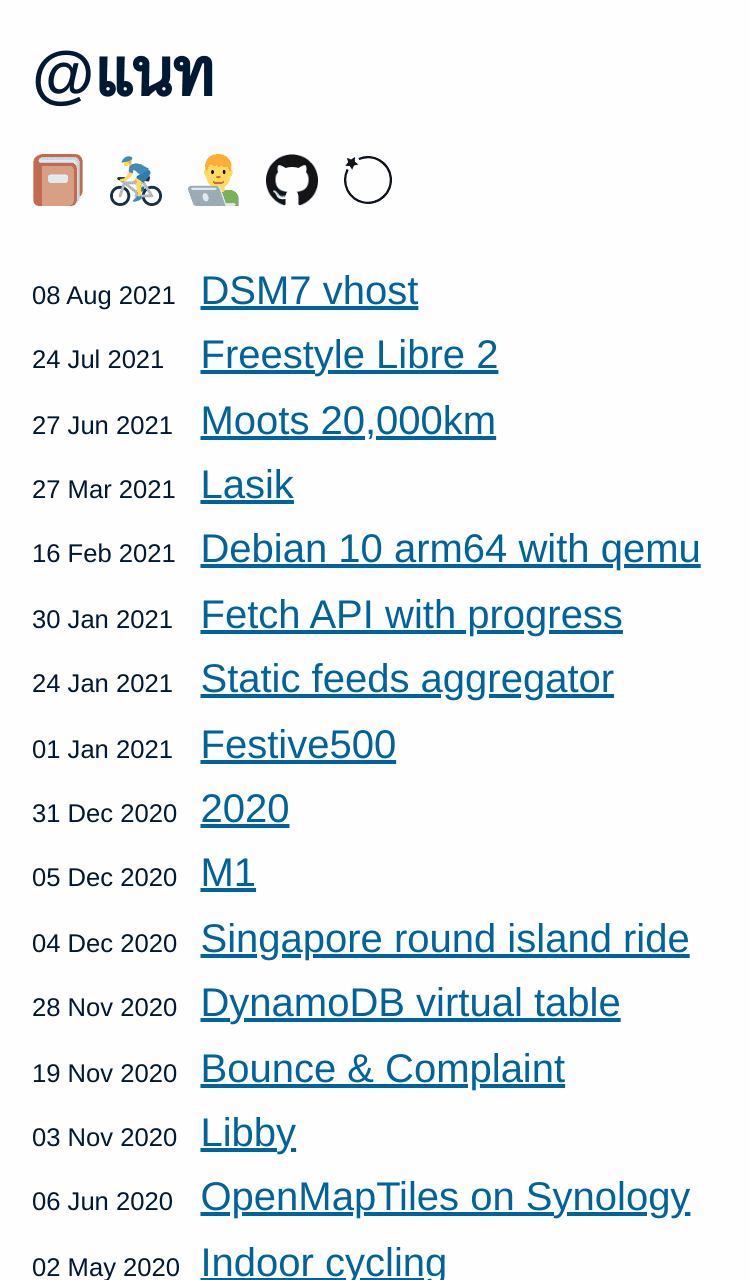 @แนท
08 Aug 2021 DSM7 vhost
24 Jul 2021 Freestyle Libre 2
27 Jun 2021 Moots 20,000km
27 Mar 2021 Lasik
16 Feb 2021 Debian 10 arm64 with qemu
30 Jan 2021 Fetch API with progress
24 Jan 2021 Static feeds aggregator
01 Jan 2021 Festive500
31 Dec 2020 2020
05 Dec 2020 M1
04 Dec 2020 Singapore round island ride
28 Nov 2020 DynamoDB virtual table
19 Nov 2020 Bounce & Complaint
03 Nov 2020 Libby
06 Jun 2020 OpenMapTiles on Synology
02 May 2020 Indoor cycling